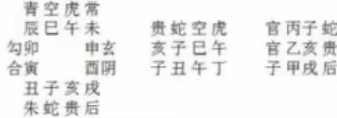 青空虎常
辰巳午未 贵蛇空虎 官丙子蛇
勾卯 申玄 亥子巳午 官乙亥贵
合寅 酉阴 子丑午丁 子甲戌后
丑子亥戌
朱蛇贵后